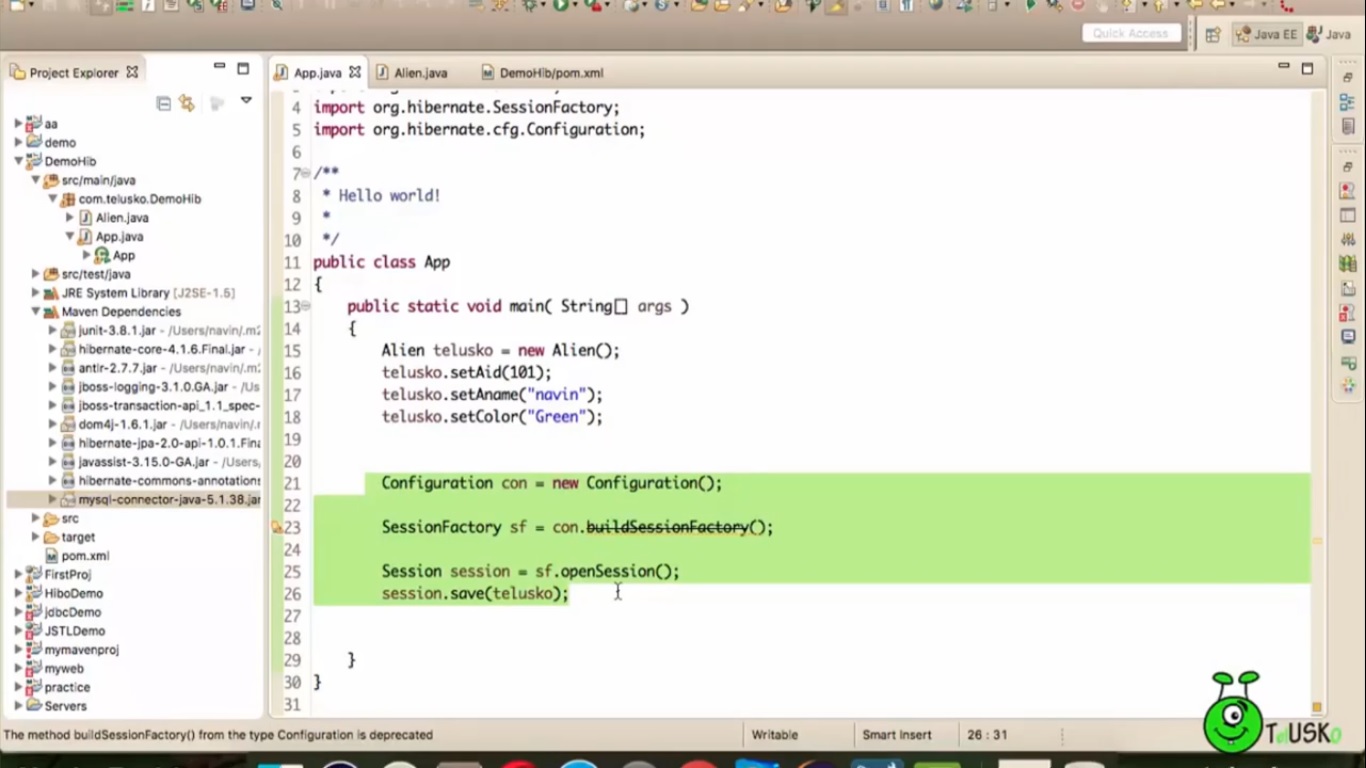 Quick Access
Java EE
Java
Project Explorer
App.java
Alien.java
DemoHib/pom.xml
aa
demo
DemoHib
src/main/java
com.telusko.DemoHib
Alien.java
App.java
App
src/test/java
JRE System Library [J2SE-1.5]
Maven Dependencies
junit-3.8.1.jar - /Users/navin/.m2
hibernate-core-4.1.6.Final.jar -
antlr-2.7.7.jar - /Users/navin/.m2
jboss-logging-3.1.0.GA.jar - /Us
jboss-transaction-api_1.1_spec-
dom4j-1.6.1.jar - /Users/navin/.r
hibernate-jpa-2.0-api-1.0.1.Fina
javassist-3.15.0-GA.jar - /Users,
hibernate-commons-annotations
mysql-connector-java-5.1.38.jar
src
target
pom.xml
FirstProj
HiboDemo
jdbcDemo
JSTLDemo
mymavenproj
myweb
practice
Servers
4 import org.hibernate.SessionFactory;
5 import org.hibernate.cfg.Configuration;
6
7 /**
8 * Hello world!
9 *
10 */
11 public class App
12 {
13 public static void main( String[] args )
14 {
15 Alien telusko = new Alien();
16 telusko.setAid(101);
17 telusko.setAname("navin");
18 telusko.setColor("Green");
19
20
21 Configuration con = new Configuration();
22
23 SessionFactory sf = con.buildSessionFactory();
24
25 Session session = sf.openSession();
26 session.save(telusko);
27
28
29 }
30 }
31
The method buildSessionFactory() from the type Configuration is deprecated
Writable
Smart Insert
26 : 31
TelUSKo